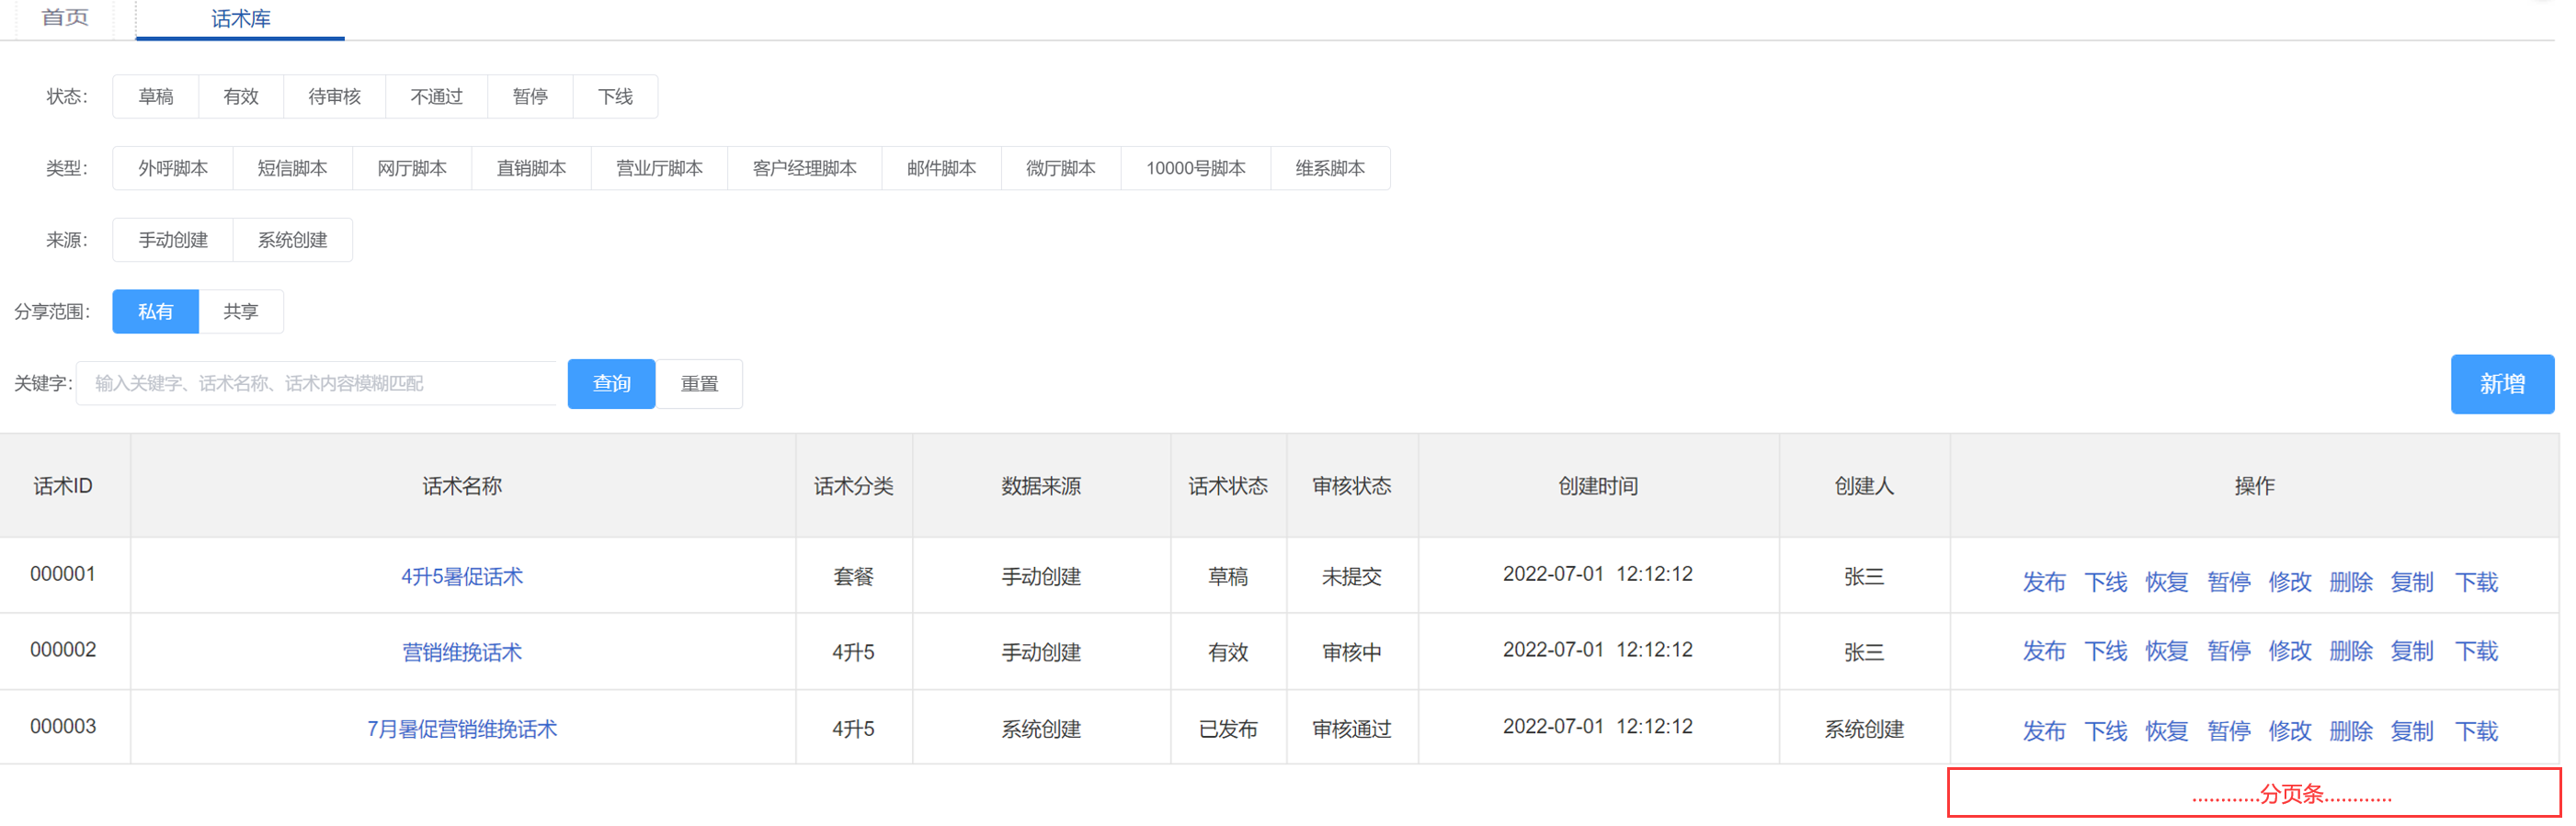 首页 话术库
状态： 草稿 有效 待审核 不通过 暂停 下线
类型： 外呼脚本 短信脚本 网厅脚本 直销脚本 营业厅脚本 客户经理脚本 邮件脚本 微厅脚本 10000号脚本 维系脚本
来源： 手动创建 系统创建
分享范围： 私有 共享
关键字： 输入关键字、话术名称、话术内容模糊匹配 查询 重置 新增
话术ID 话术名称 话术分类 数据来源 话术状态 审核状态 创建时间 创建人 操作
000001 4升5暑促话术 套餐 手动创建 草稿 未提交 2022-07-01 12:12:12 张三 发布 下线 恢复 暂停 修改 删除 复制 下载
000002 营销维挽话术 4升5 手动创建 有效 审核中 2022-07-01 12:12:12 张三 发布 下线 恢复 暂停 修改 删除 复制 下载
000003 7月暑促营销维挽话术 4升5 系统创建 已发布 审核通过 2022-07-01 12:12:12 系统创建 发布 下线 恢复 暂停 修改 删除 复制 下载
............分页条............